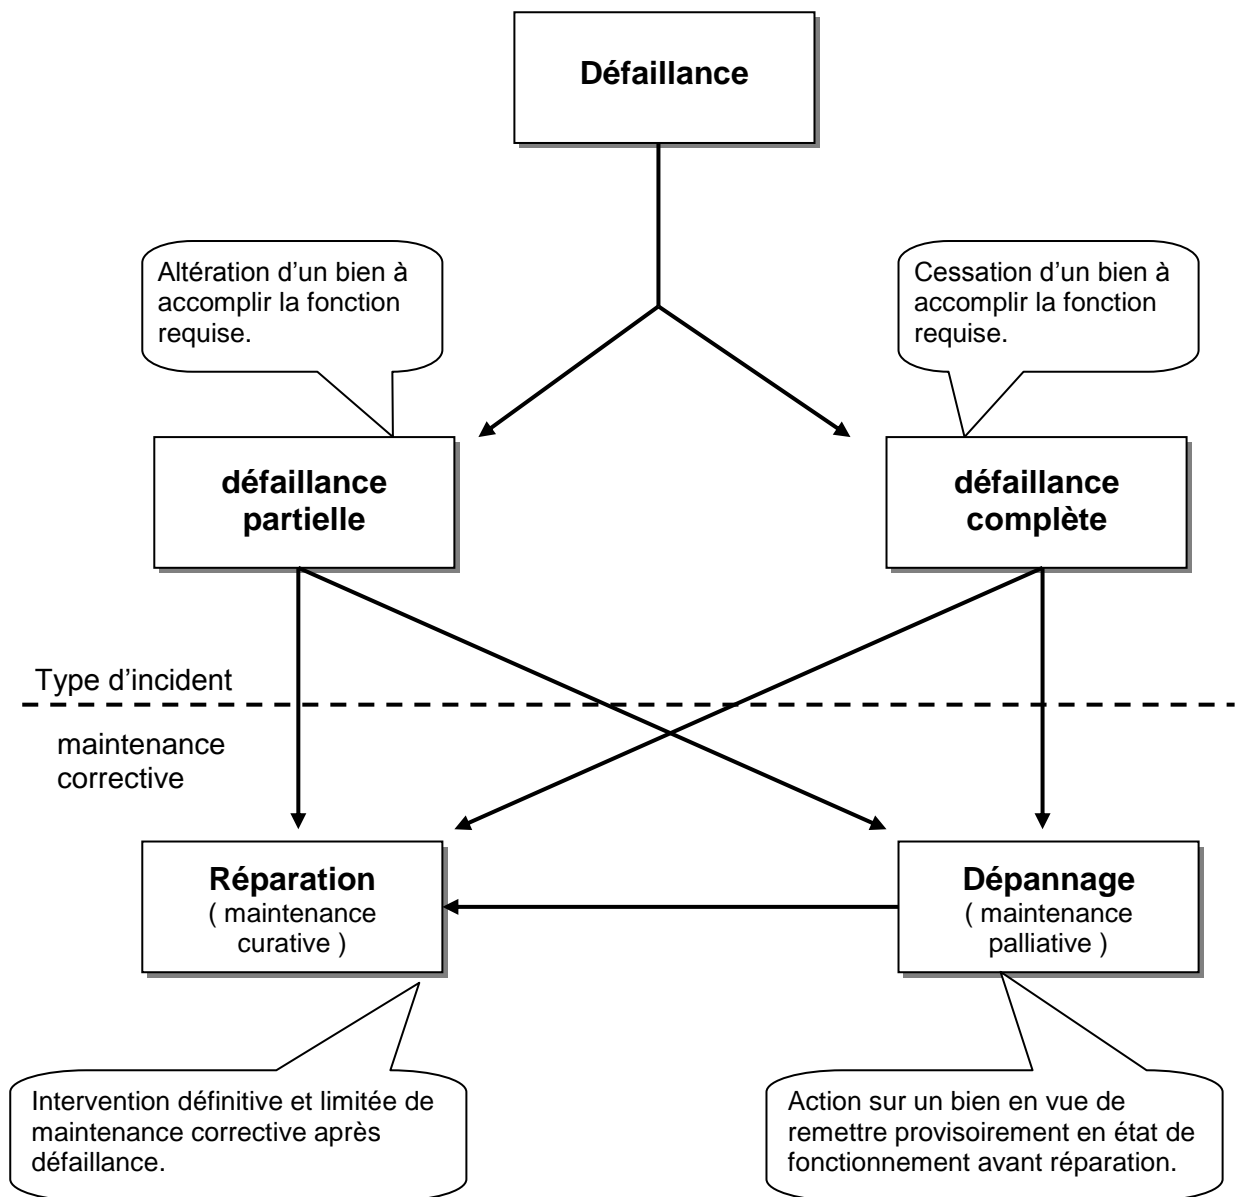 Défaillance
Altération d’un bien à
accomplir la fonction
requise.
Cessation d’un bien à
accomplir la fonction
requise.
défaillance
partielle
défaillance
complète
Type d’incident
maintenance
corrective
Réparation
( maintenance
curative )
Dépannage
( maintenance
palliative )
Intervention définitive et limitée de
maintenance corrective après
défaillance.
Action sur un bien en vue de
remettre provisoirement en état de
fonctionnement avant réparation.